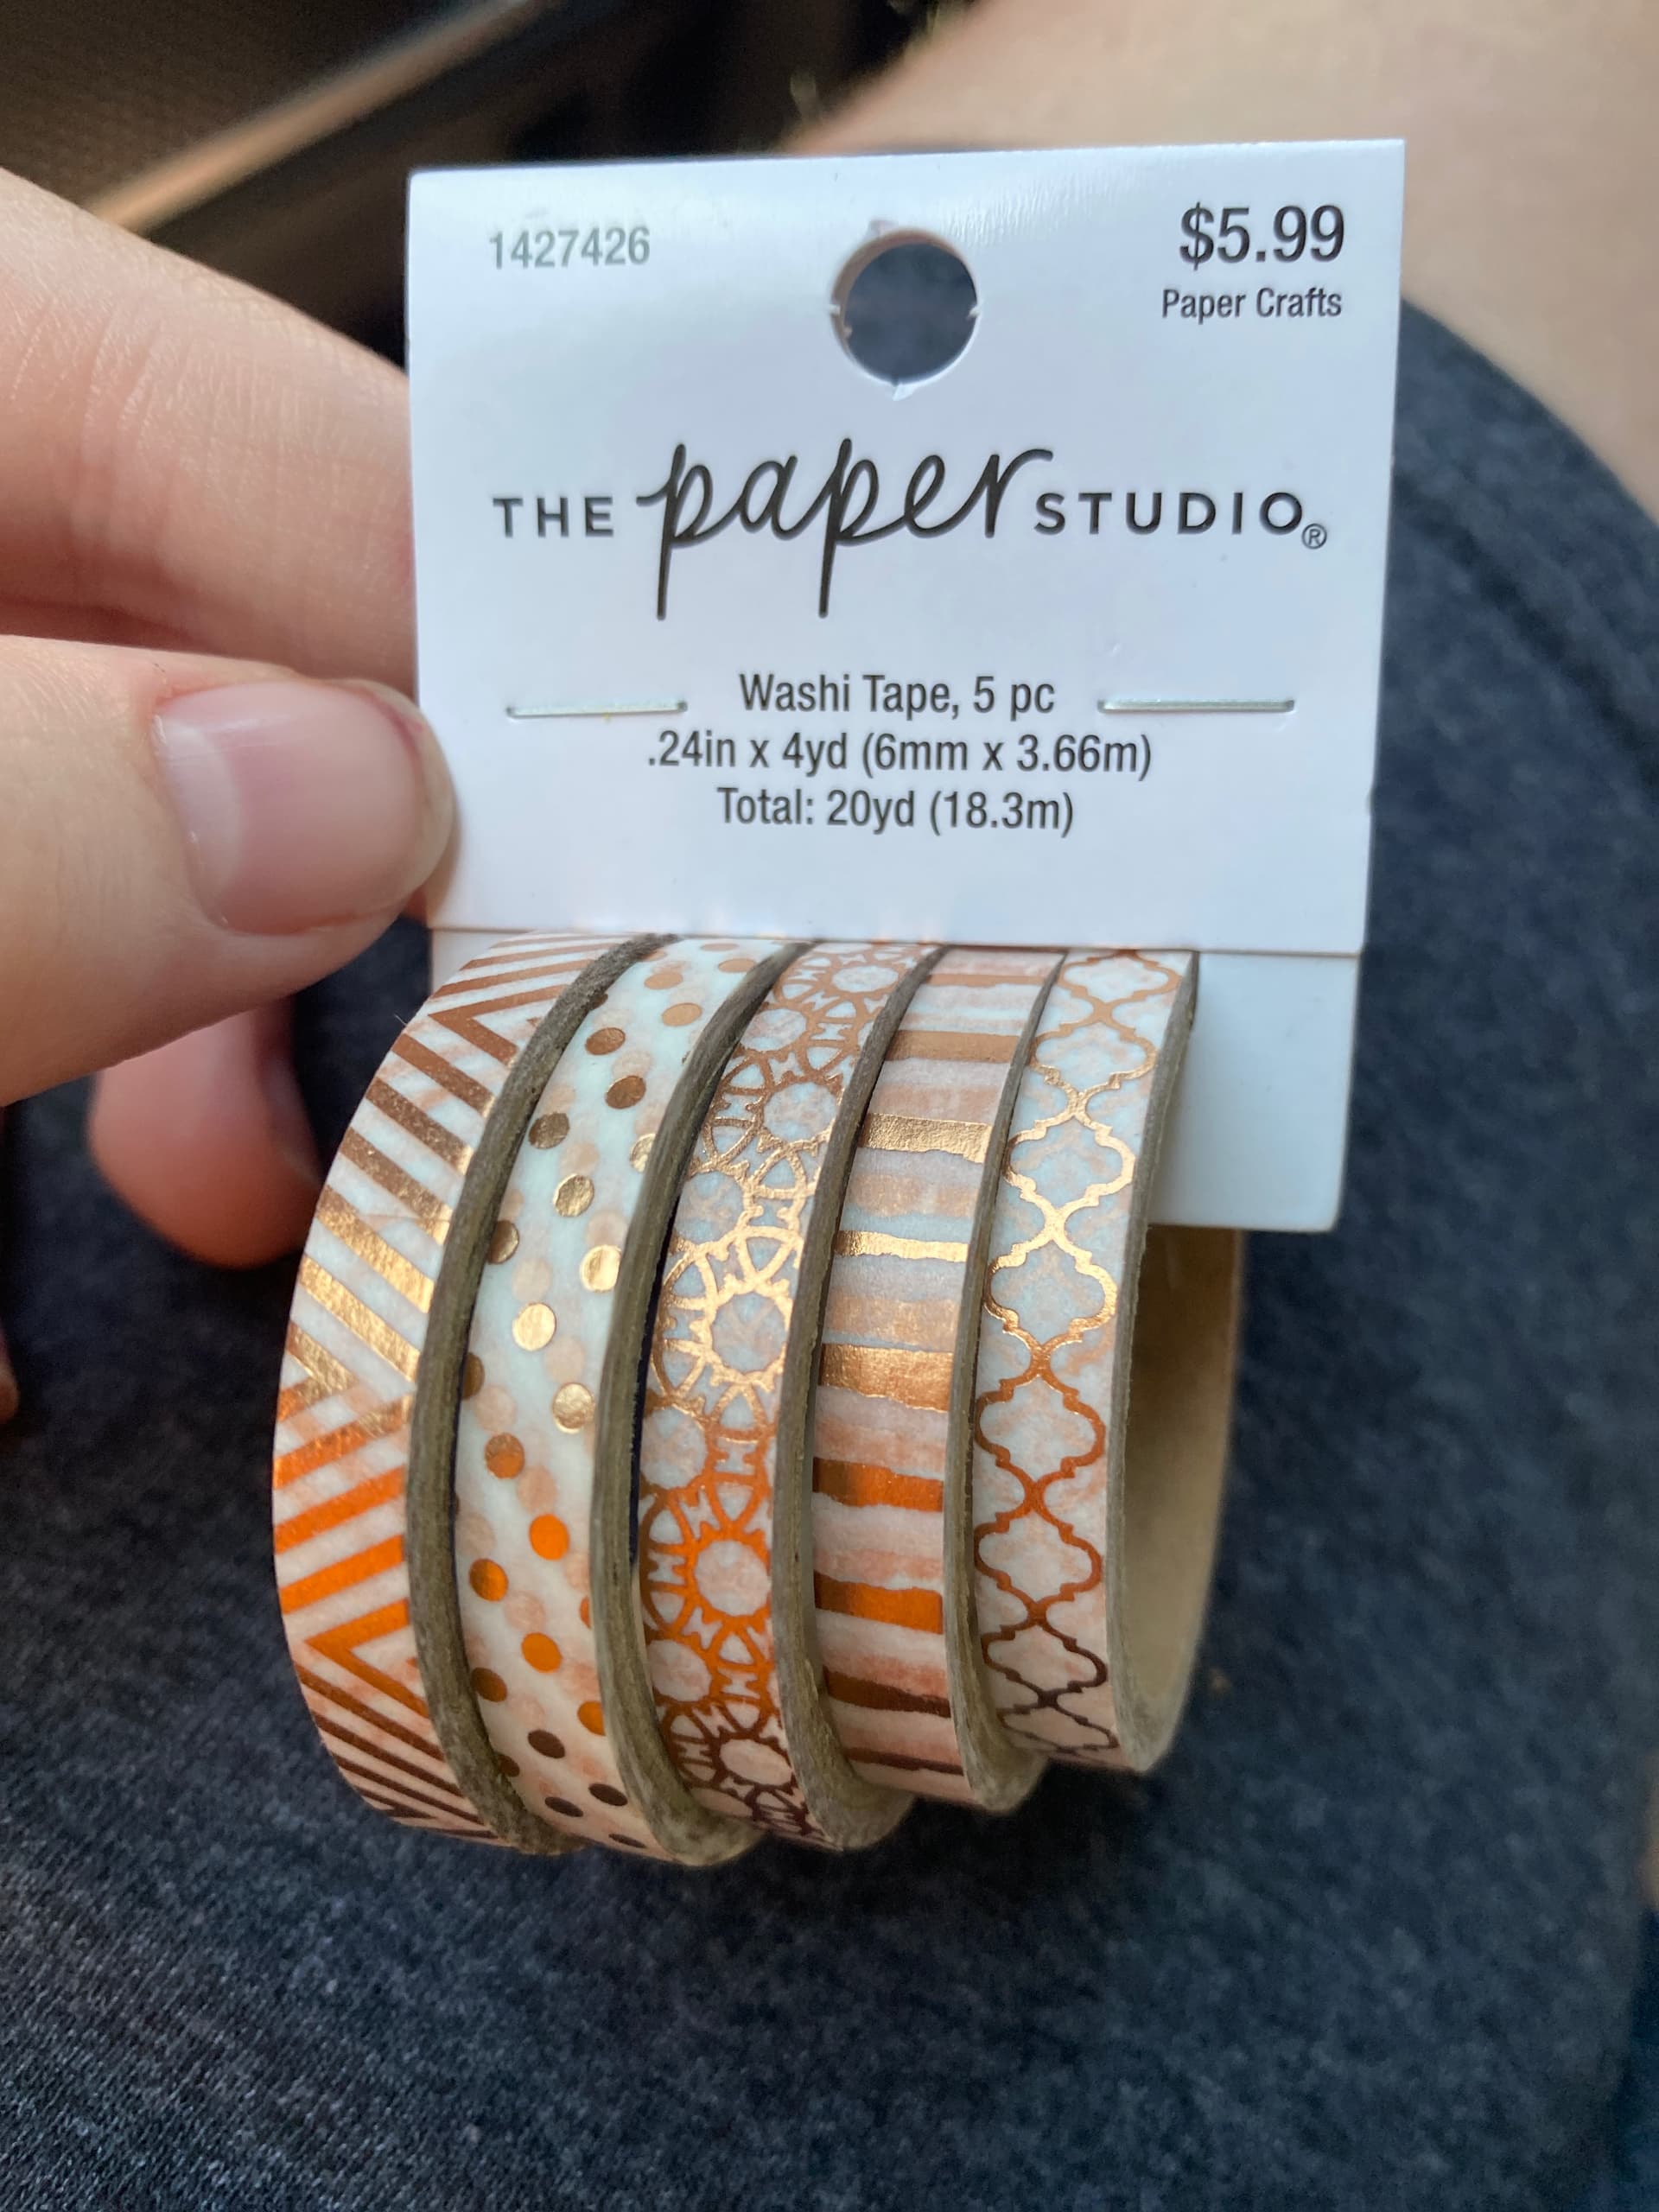 1427426
$5.99
Paper Crafts
THE paper STUDIO®
Washi Tape, 5 pc
.24in x 4yd (6mm x 3.66m)
Total: 20yd (18.3m)